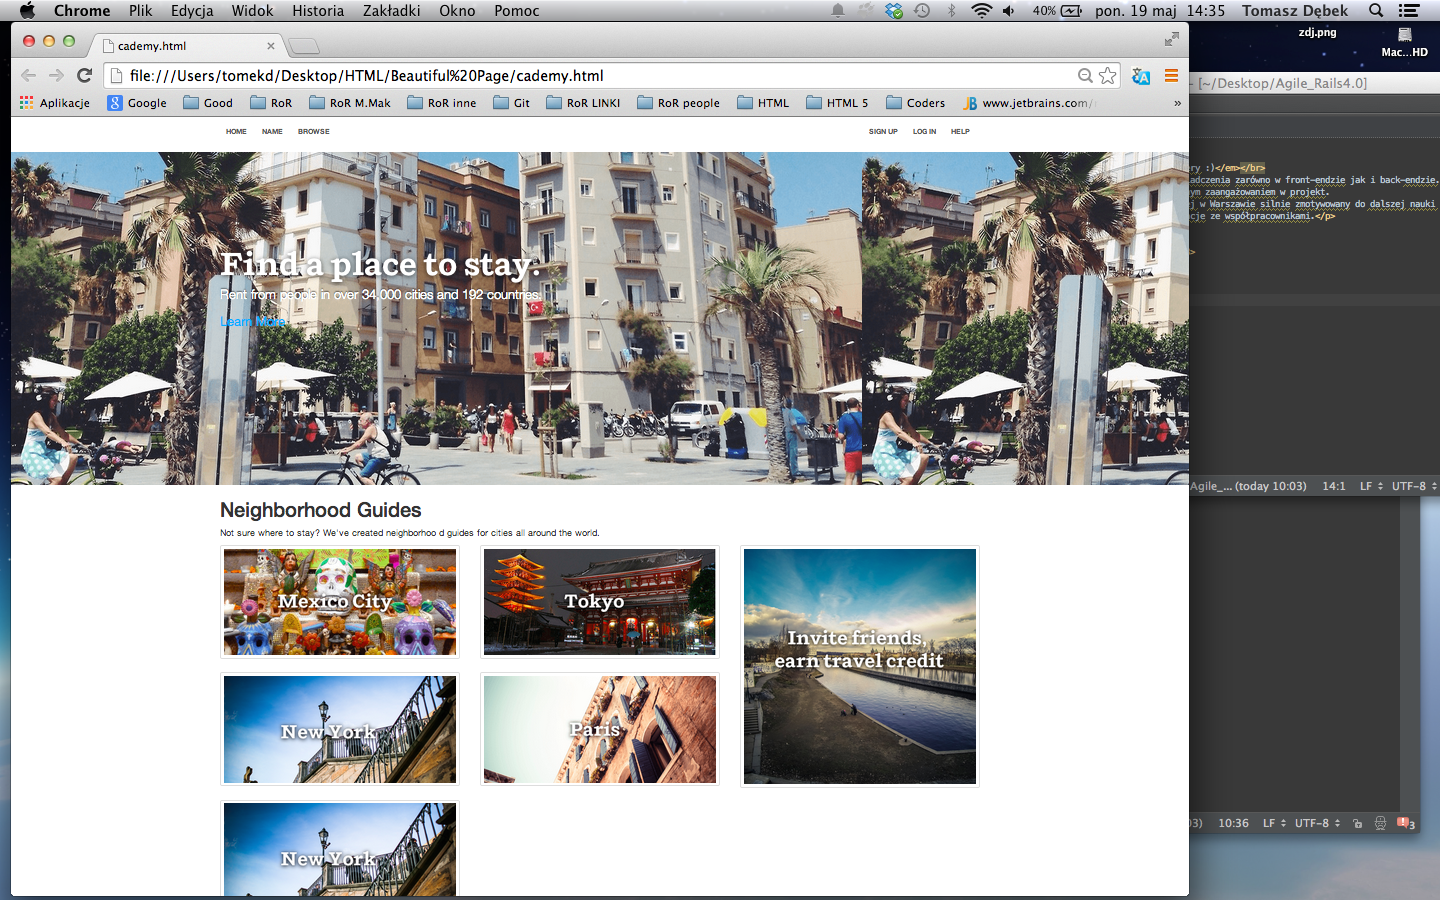 Chrome Plik Edycja Widok Historia Zakładki Okno Pomoc 40% pon. 19 maj 14:35 Tomasz Dębek
zdj.png
Mac...HD
cademy.html
file:///Users/tomekd/Desktop/HTML/Beautiful%20Page/cademy.html
[~/Desktop/Agile_Rails4.0]
Aplikacje Google Good RoR RoR M.Mak RoR inne Git RoR LINKI RoR people HTML HTML 5 Coders www.jetbrains.com/ »
HOME NAME BROWSE SIGN UP LOG IN HELP
ry :)</em></br>
adczenia zarówno w front-endzie jak i back-endzie.
ym zaangażowaniem w projekt.
j w Warszawie silnie zmotywowany do dalszej nauki
cje ze współpracownikami.</p>
>
Find a place to stay.
Rent from people in over 34,000 cities and 192 countries.
Learn More
Agile_... (today 10:03) 14:1 LF UTF-8
Neighborhood Guides
Not sure where to stay? We've created neighborhoo d guides for cities all around the world.
Mexico City
Tokyo
Invite friends,
earn travel credit
New York
Paris
New York
03) 10:36 LF UTF-8 3